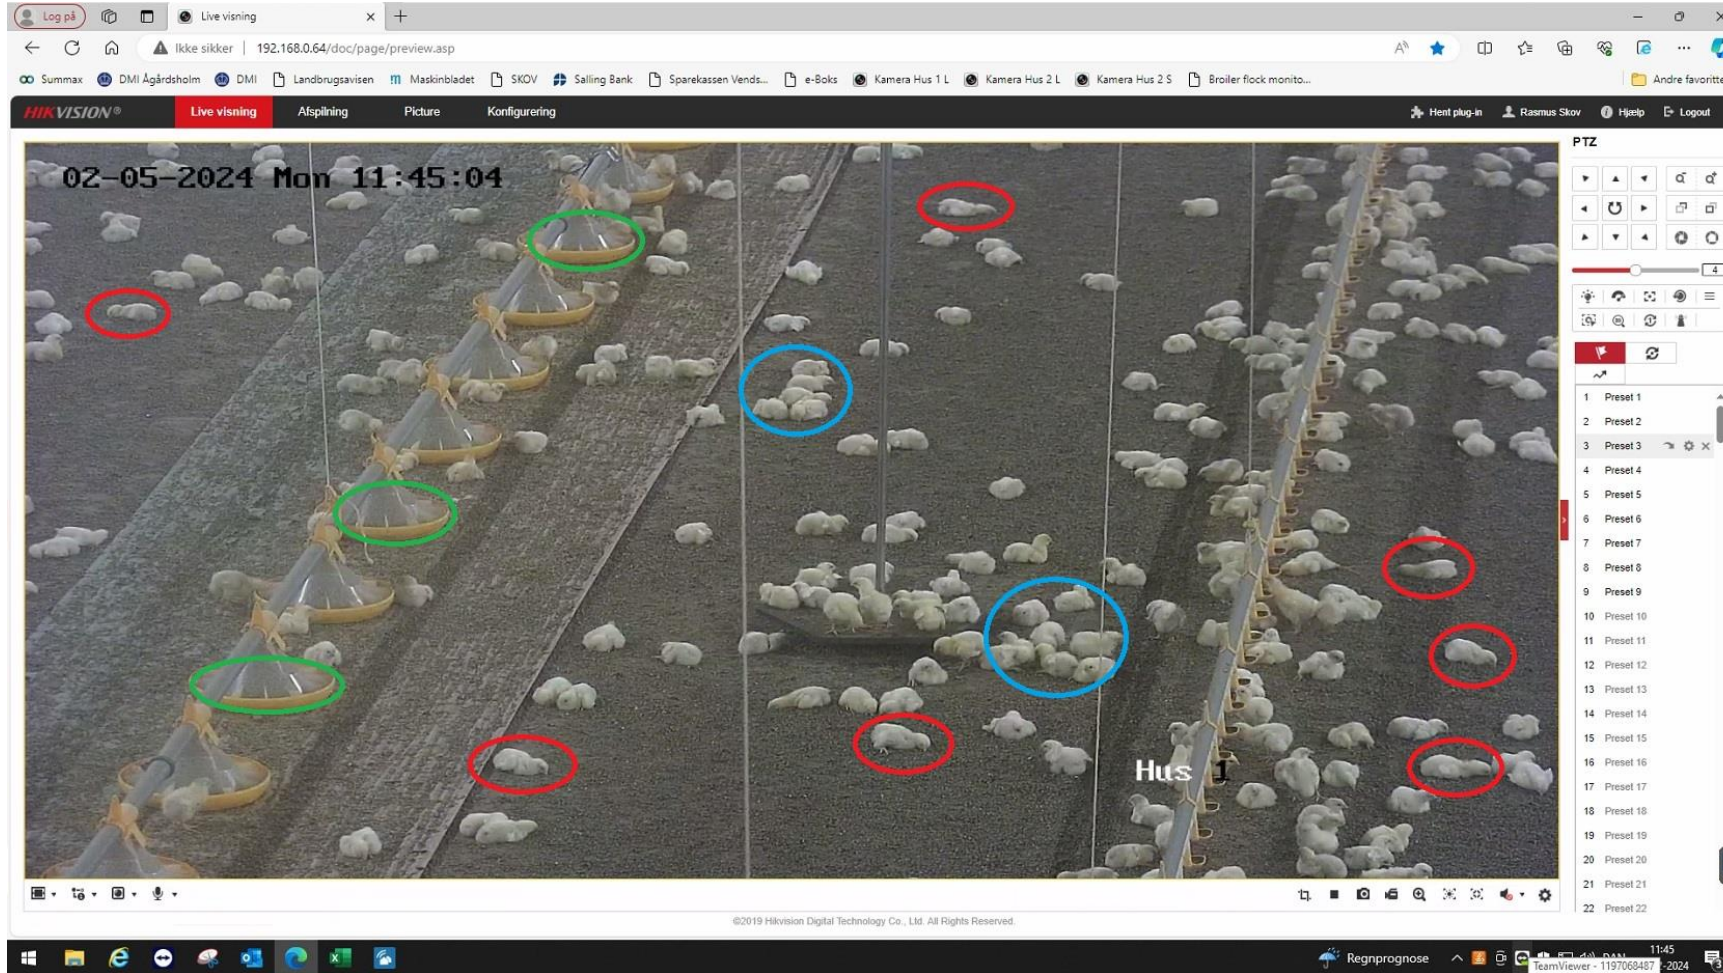 Log på
Live visning
Ikke sikker
192.168.0.64/doc/page/preview.asp
Summax
DMI Ågårdsholm
DMI
Landbrugsavisen
Maskinbladet
SKOV
Salling Bank
Sparekassen Vends...
e-Boks
Kamera Hus 1 L
Kamera Hus 2 L
Kamera Hus 2 S
Broiler flock monito...
Andre favoritte
HIKVISION®
Live visning
Afspilning
Picture
Konfigurering
Hent plug-in
Rasmus Skov
Hjælp
Logout
02-05-2024 Mon 11:45:04
Hus 1
PTZ
4
1 Preset 1
2 Preset 2
3 Preset 3
4 Preset 4
5 Preset 5
6 Preset 6
7 Preset 7
8 Preset 8
9 Preset 9
10 Preset 10
11 Preset 11
12 Preset 12
13 Preset 13
14 Preset 14
15 Preset 15
16 Preset 16
17 Preset 17
18 Preset 18
19 Preset 19
20 Preset 20
21 Preset 21
22 Preset 22
©2019 Hikvision Digital Technology Co., Ltd. All Rights Reserved.
Regnprognose
11:45
TeamViewer - 1197068487
-2024